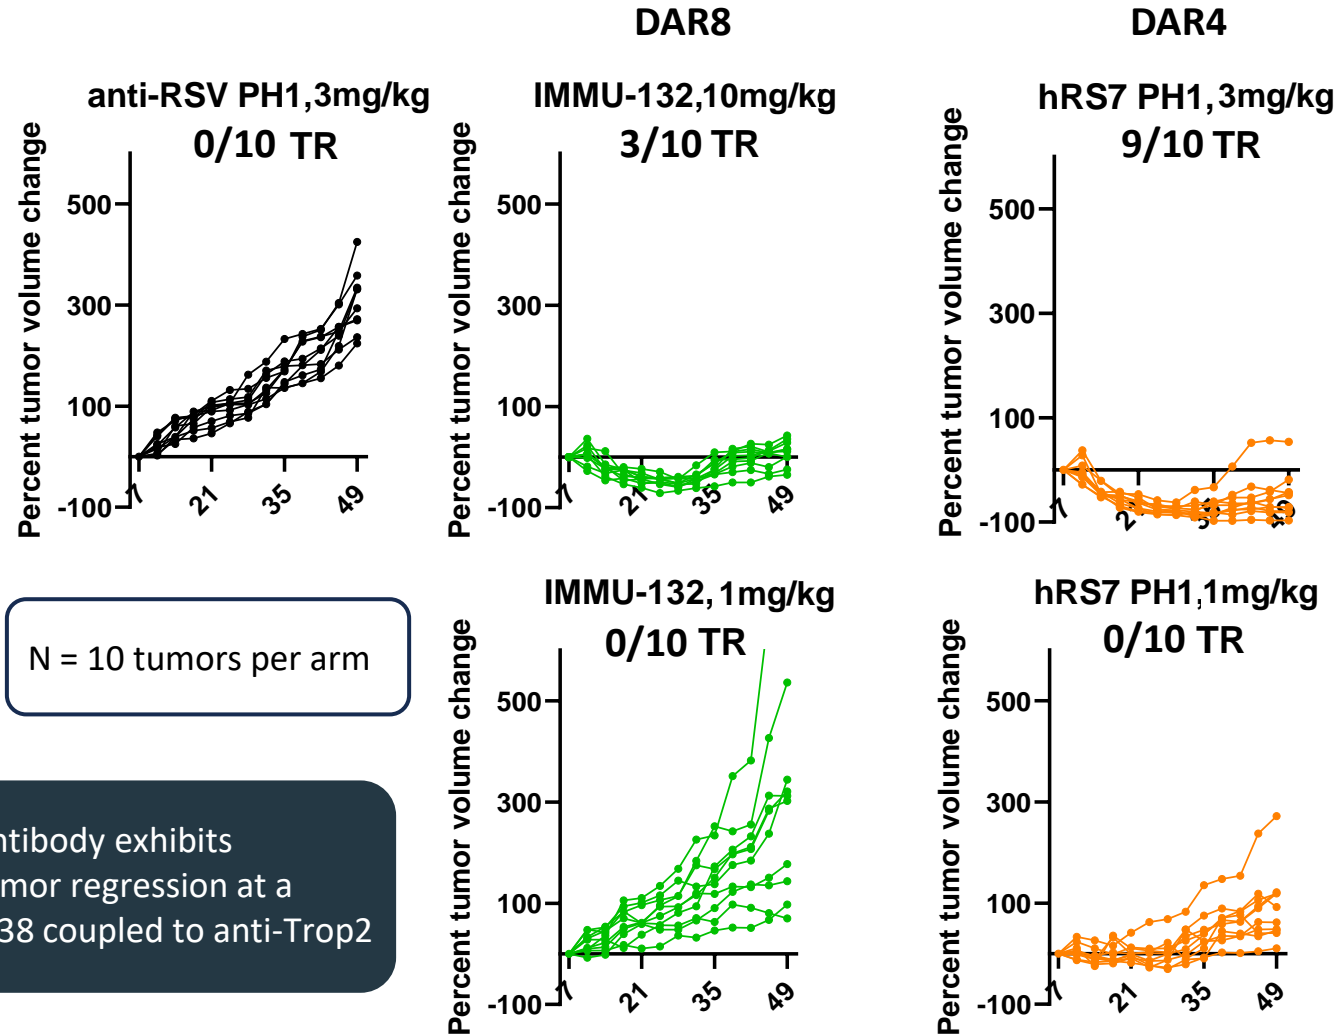 DAR8
DAR4
anti-RSV PH1,3mg/kg
0/10 TR
Percent tumor volume change
500
300
100
-100
7
21
35
49
IMMU-132,10mg/kg
3/10 TR
Percent tumor volume change
500
300
100
-100
7
21
35
49
hRS7 PH1, 3mg/kg
9/10 TR
Percent tumor volume change
500
300
100
-100
7
N = 10 tumors per arm
exhibits
regression at a
38 coupled to anti-Trop2
IMMU-132, 1mg/kg
0/10 TR
Percent tumor volume change
500
300
100
-100
7
21
35
49
hRS7 PH1,1mg/kg
0/10 TR
Percent tumor volume change
500
300
100
-100
7
21
35
49